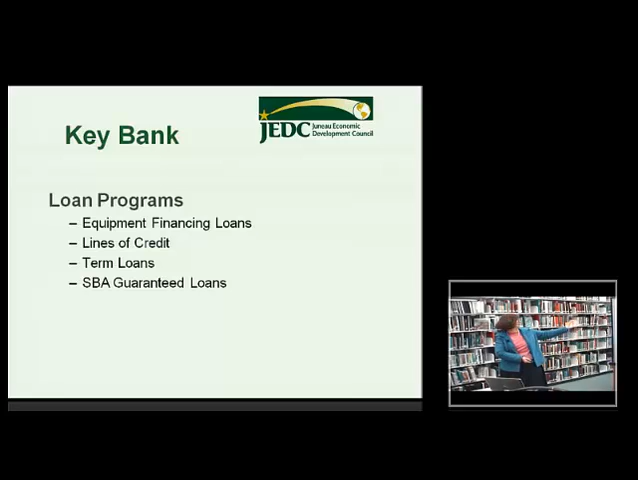 Key Bank
JEDC Juneau Economic
Development Council
Loan Programs
– Equipment Financing Loans
– Lines of Credit
– Term Loans
– SBA Guaranteed Loans